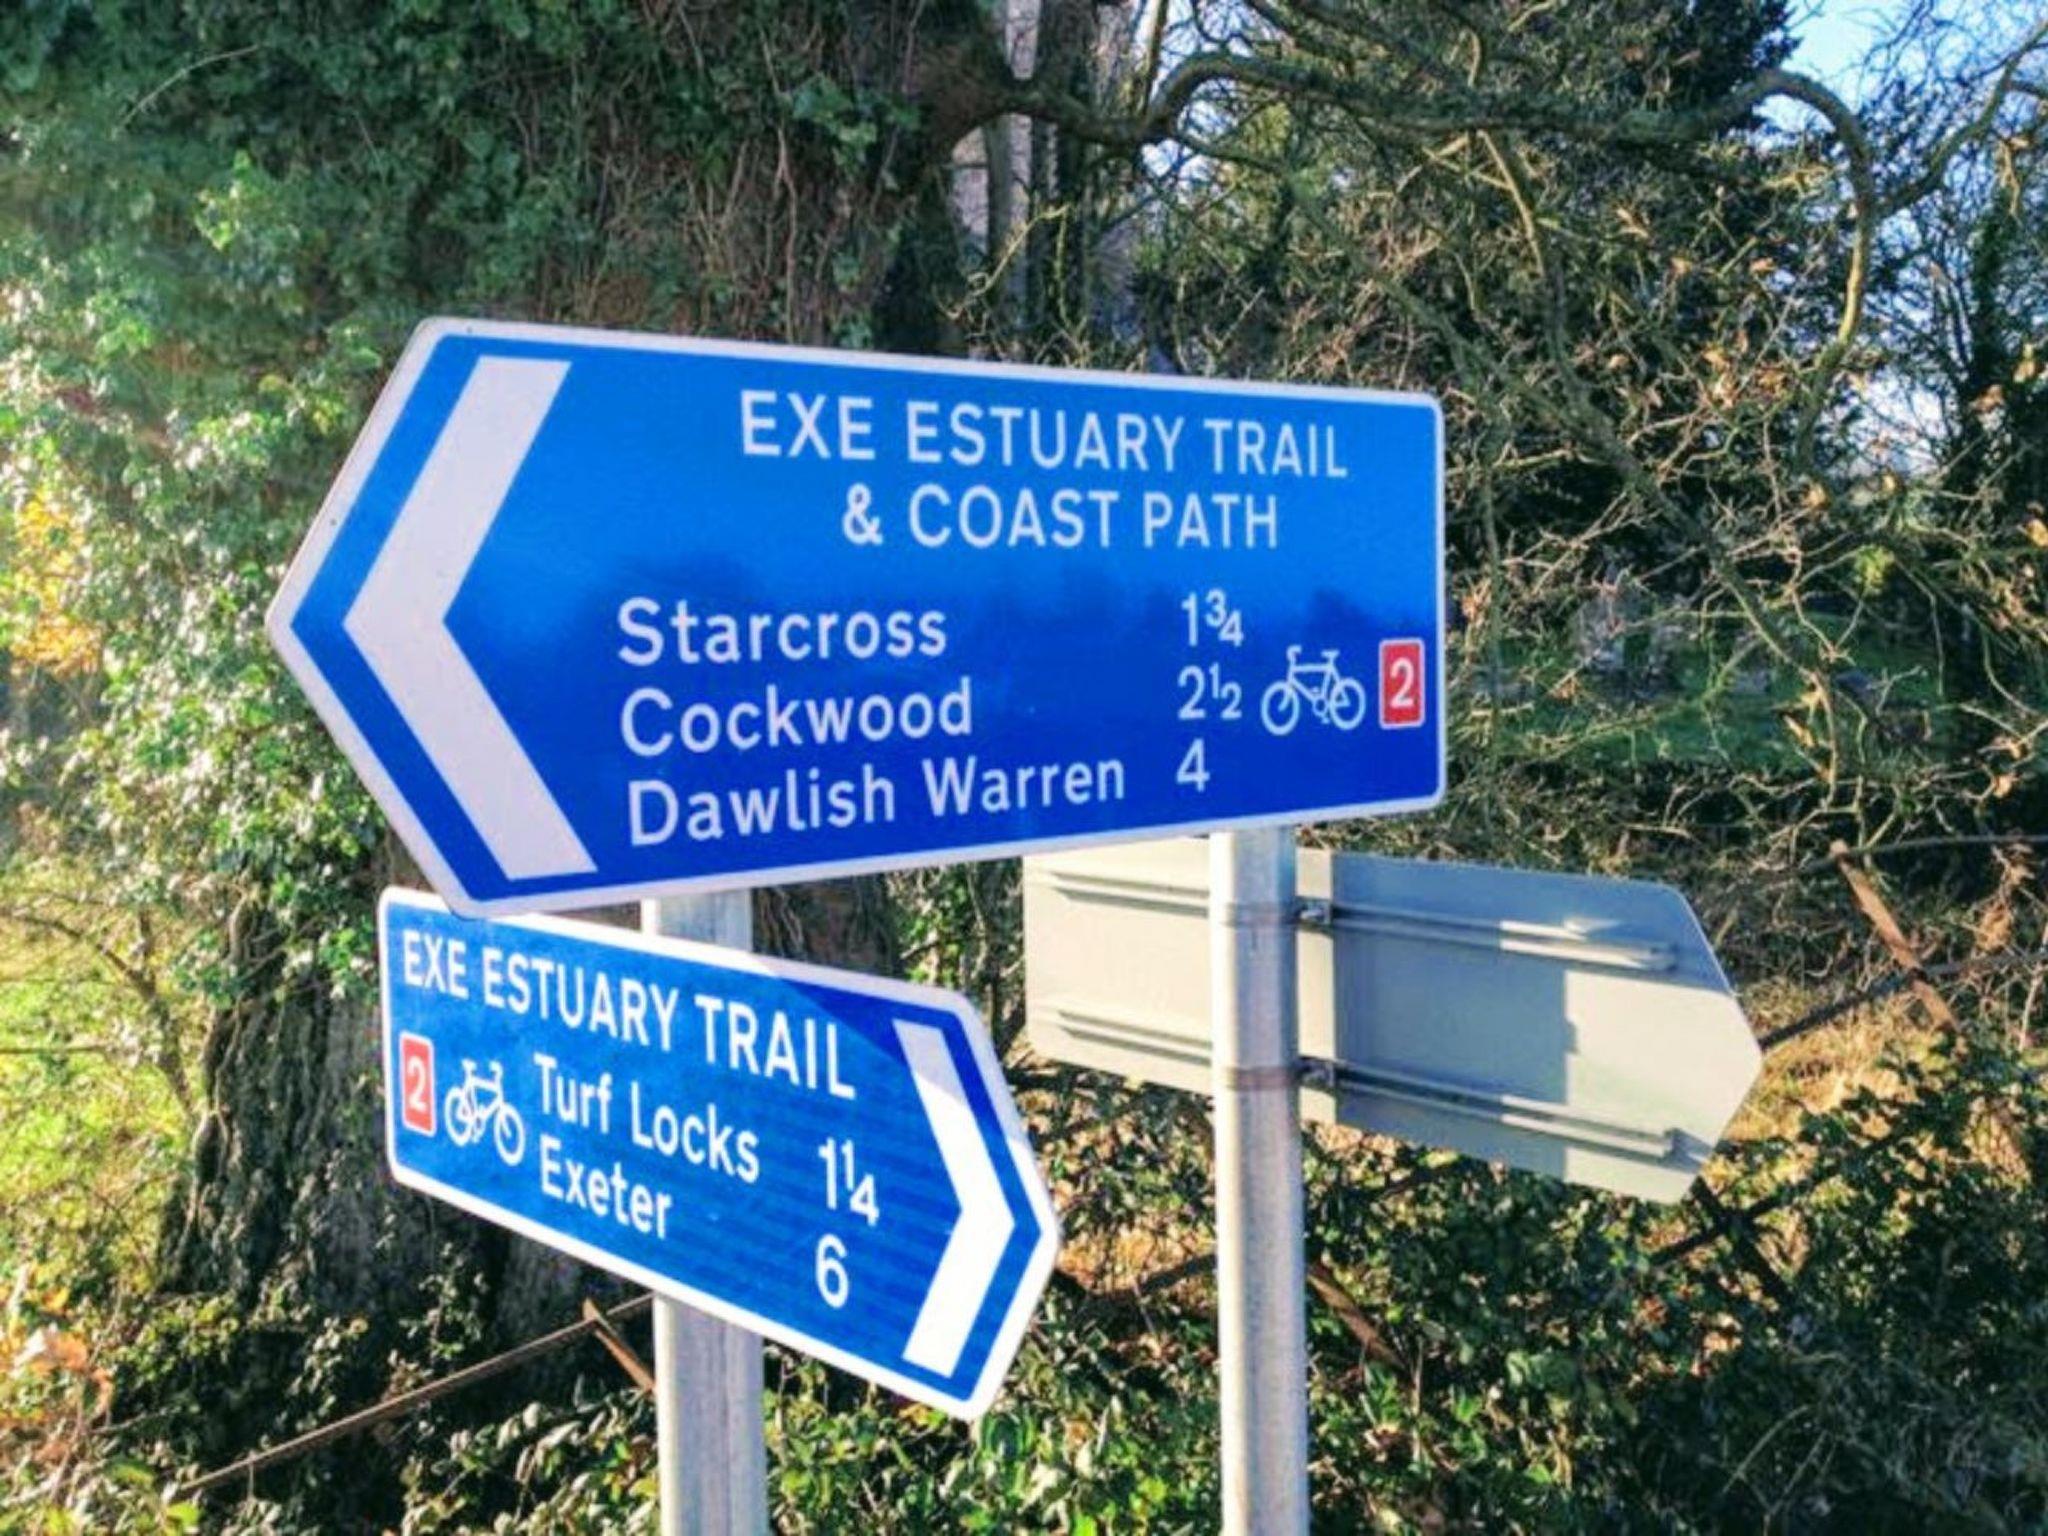 EXE ESTUARY TRAIL
& COAST PATH
Starcross 1¾
Cockwood 2½
Dawlish Warren 4
2
EXE ESTUARY TRAIL
2
Turf Locks 1¼
Exeter 6